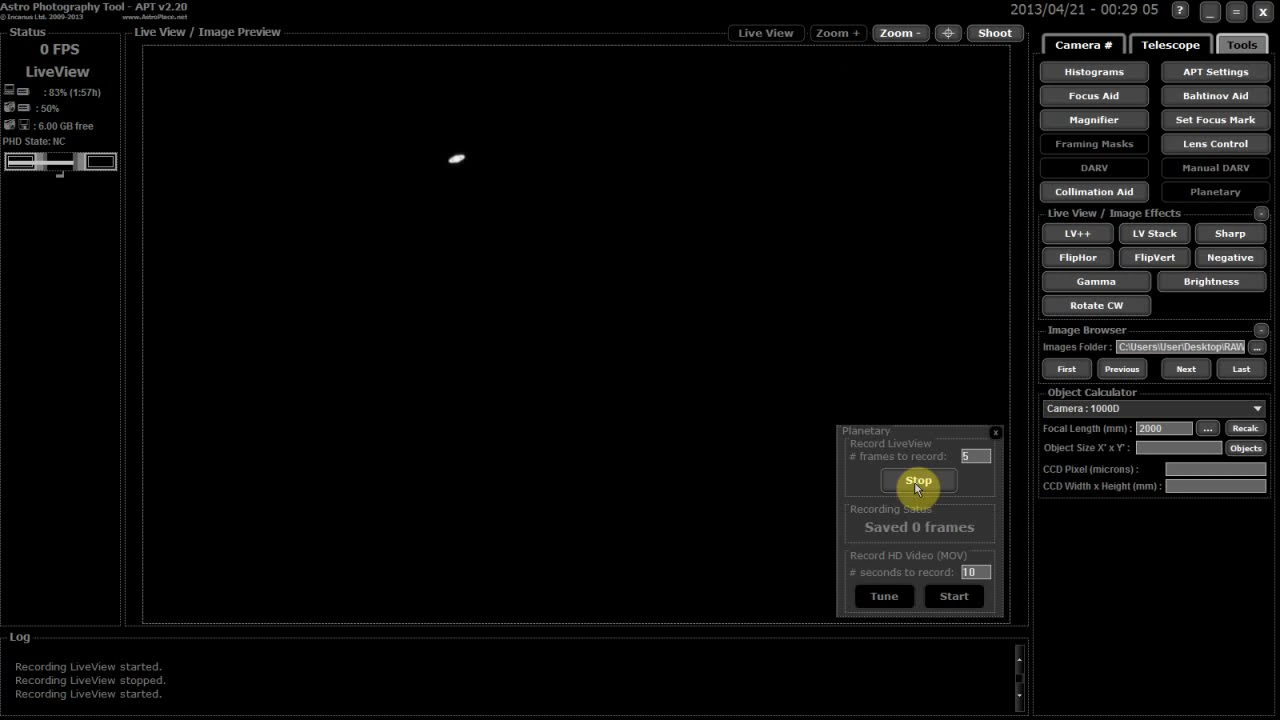 Astro Photography Tool - APT v2.20
© Incanus Ltd. 2009-2013 www.AstroPlace.net
2013/04/21 - 00:29 05
? _ = x
Status
0 FPS
LiveView
: 83% (1:57h)
: 50%
: 6.00 GB free
PHD State: NC
Live View / Image Preview
Live View Zoom + Zoom - Shoot
Camera # Telescope Tools
Histograms APT Settings
Focus Aid Bahtinov Aid
Magnifier Set Focus Mark
Framing Masks Lens Control
DARV Manual DARV
Collimation Aid Planetary
Live View / Image Effects -
LV++ LV Stack Sharp
FlipHor FlipVert Negative
Gamma Brightness
Rotate CW
Image Browser -
Images Folder : C:\Users\User\Desktop\RAW ...
First Previous Next Last
Object Calculator
Camera : 1000D
Focal Length (mm) : 2000 ... Recalc
Object Size X' x Y' : Objects
CCD Pixel (microns) :
CCD Width x Height (mm) :
Planetary x
Record LiveView
# frames to record: 5
Stop
Recording Satus
Saved 0 frames
Record HD Video (MOV)
# seconds to record: 10
Tune Start
Log
Recording LiveView started.
Recording LiveView stopped.
Recording LiveView started.